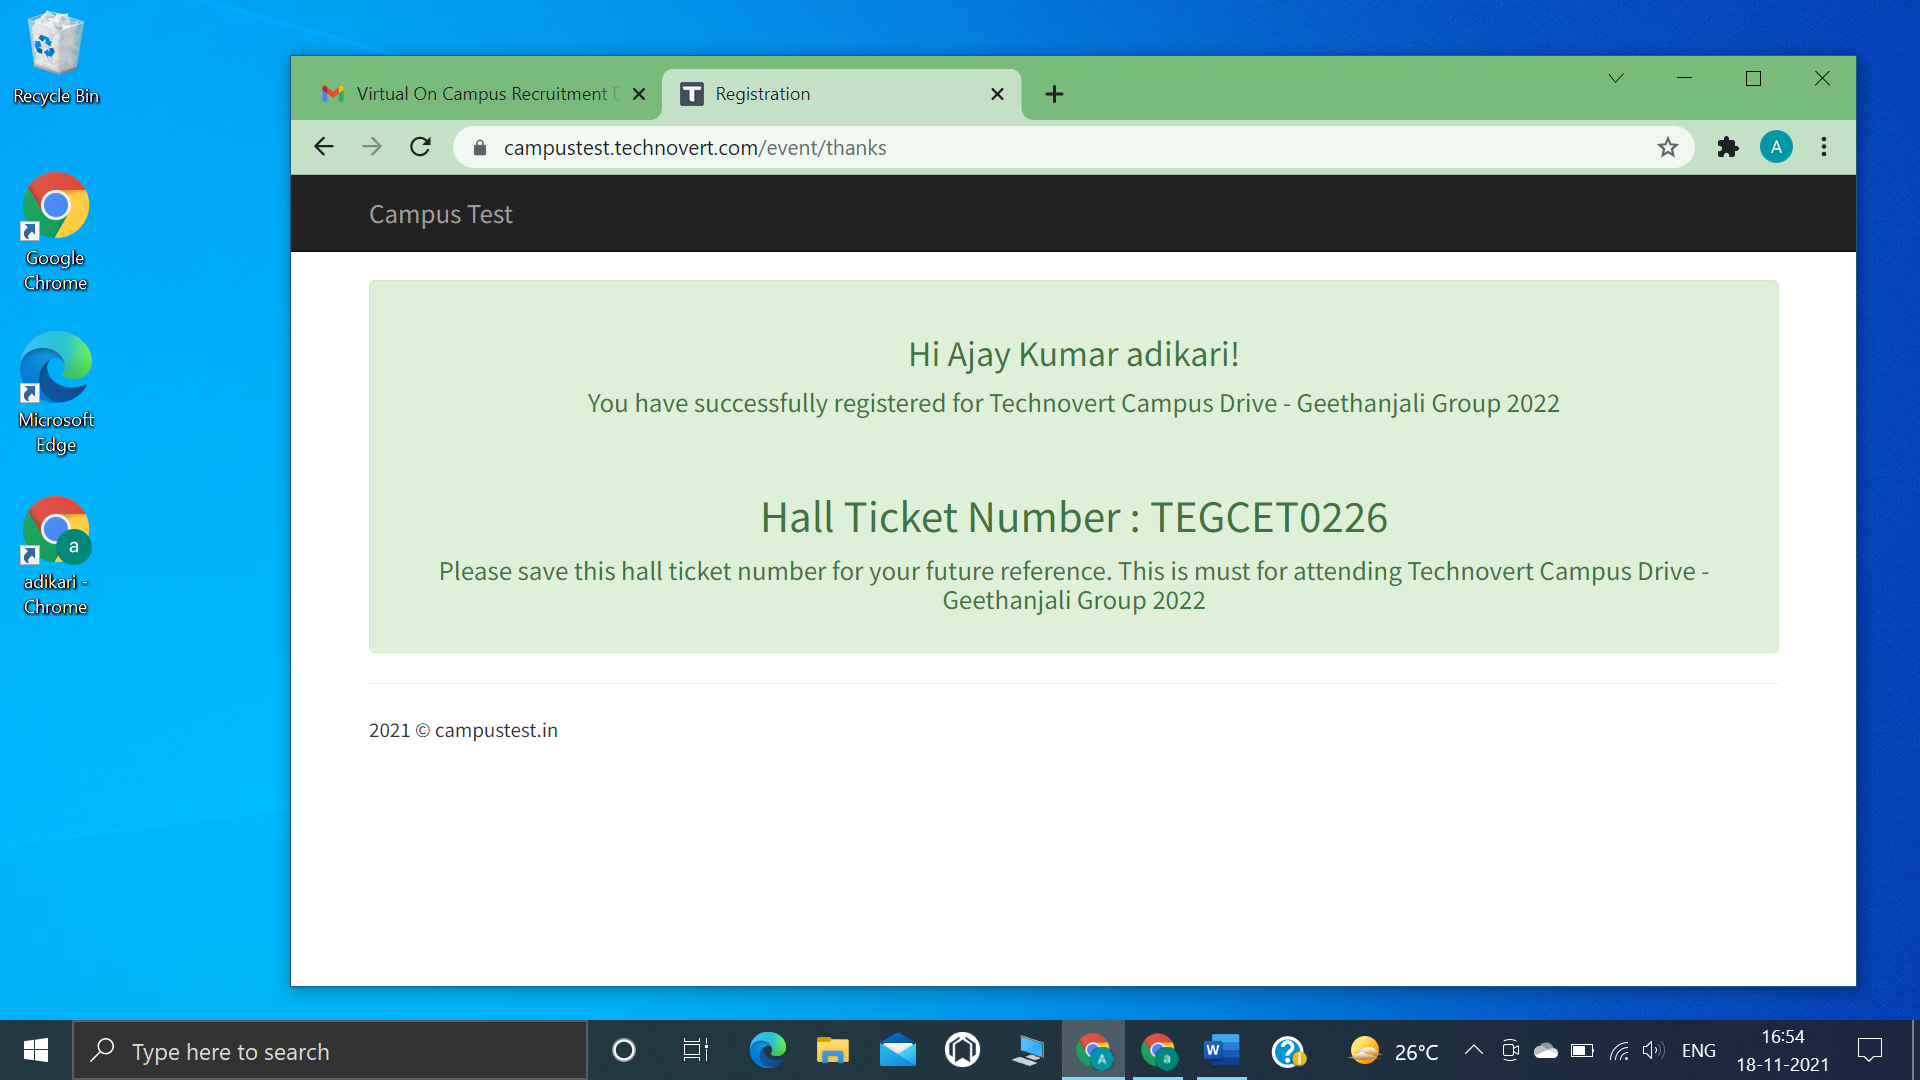 Recycle Bin
Google
Chrome
Microsoft
Edge
a
adikari -
Chrome
Virtual On Campus Recruitment
T Registration
campustest.technovert.com/event/thanks
A
Campus Test
Hi Ajay Kumar adikari!
You have successfully registered for Technovert Campus Drive - Geethanjali Group 2022
Hall Ticket Number : TEGCET0226
Please save this hall ticket number for your future reference. This is must for attending Technovert Campus Drive -
Geethanjali Group 2022
2021 © campustest.in
Type here to search
A
a
W
?
26°C
ENG
16:54
18-11-2021